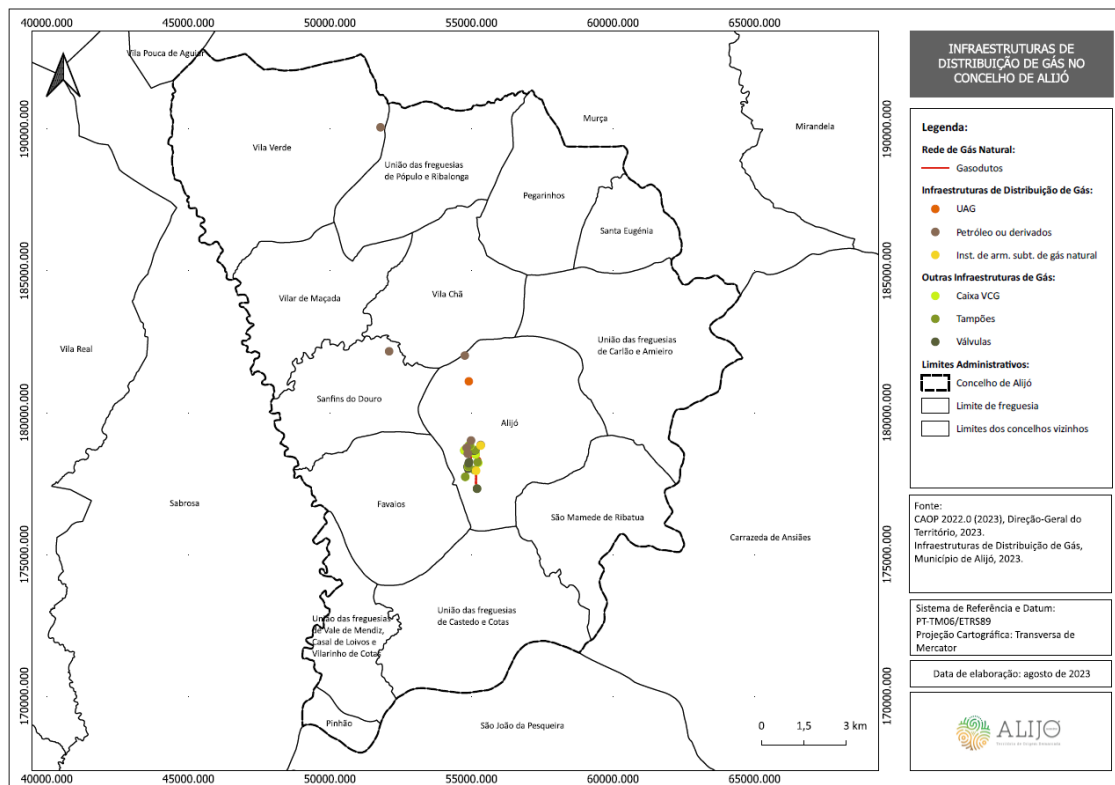 40000.000 45000.000 50000.000 55000.000 60000.000 65000.000
INFRAESTRUTURAS DE
DISTRIBUIÇÃO DE GÁS NO
CONCELHO DE ALIJÓ
Vila Pouca de Aguiar
Murça
Mirandela
Vila Verde
União das freguesias
de Pópulo e Ribalonga
Pegarinhos
Santa Eugénia
Vilar de Maçada
Vila Chã
União das freguesias
de Carlão e Amieiro
Vila Real
Sanfins do Douro
Alijó
Sabrosa
Favaios
São Mamede de Ribatua
Carrazeda de Ansiães
União das freguesias
de Vale de Mendiz,
Casal de Loivos e
Vilarinho de Cotas
União das freguesias
de Castedo e Cotas
Pinhão
São João da Pesqueira
190000.000
185000.000
180000.000
175000.000
170000.000
190000.000
185000.000
180000.000
175000.000
170000.000
0 1,5 3 km
40000.000 45000.000 50000.000 55000.000 60000.000 65000.000
Legenda:
Rede de Gás Natural:
Gasodutos
Infraestruturas de Distribuição de Gás:
UAG
Petróleo ou derivados
Inst. de arm. subt. de gás natural
Outras Infraestruturas de Gás:
Caixa VCG
Tampões
Válvulas
Limites Administrativos:
Concelho de Alijó
Limite de freguesia
Limites dos concelhos vizinhos
Fonte:
CAOP 2022.0 (2023), Direção-Geral do
Território, 2023.
Infraestruturas de Distribuição de Gás,
Município de Alijó, 2023.
Sistema de Referência e Datum:
PT-TM06/ETRS89
Projeção Cartográfica: Transversa de
Mercator
Data de elaboração: agosto de 2023
ALIJÓ